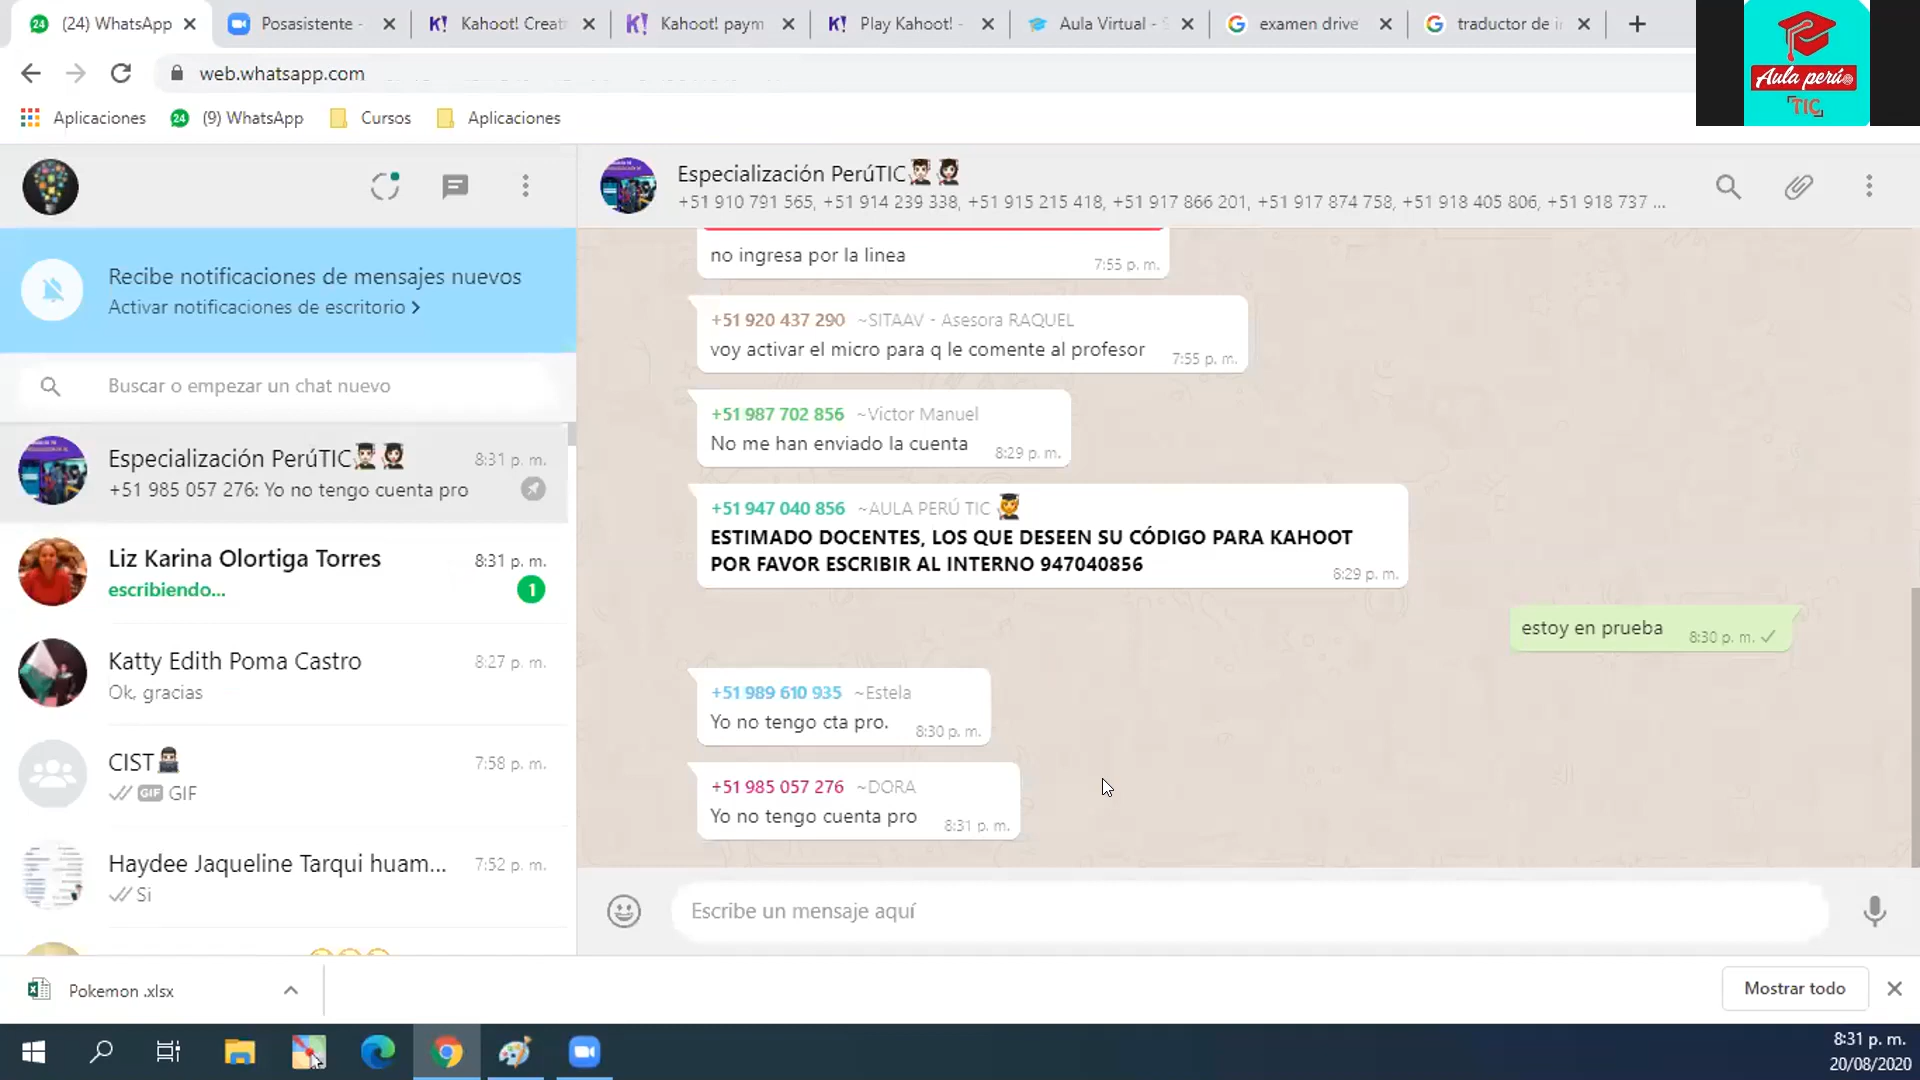 (24) WhatsApp
Posasistente -
Kahoot! Creat
Kahoot! paym
Play Kahoot! -
Aula Virtual - S
examen drive
traductor de i
web.whatsapp.com
Aplicaciones
(9) WhatsApp
Cursos
Aplicaciones
Aula perú
TIC
Recibe notificaciones de mensajes nuevos
Activar notificaciones de escritorio
Buscar o empezar un chat nuevo
Especialización PerúTIC
8:31 p. m.
+51 985 057 276: Yo no tengo cuenta pro
Liz Karina Olortiga Torres
8:31 p. m.
escribiendo...
1
Katty Edith Poma Castro
8:27 p. m.
Ok, gracias
CIST
7:58 p. m.
GIF GIF
Haydee Jaqueline Tarqui huam...
7:52 p. m.
Si
Especialización PerúTIC
+51 910 791 565, +51 914 239 338, +51 915 215 418, +51 917 866 201, +51 917 874 758, +51 918 405 806, +51 918 737 ...
no ingresa por la linea
7:55 p. m.
+51 920 437 290 ~SITAAV - Asesora RAQUEL
voy activar el micro para q le comente al profesor
7:55 p. m.
+51 987 702 856 ~Victor Manuel
No me han enviado la cuenta
8:29 p. m.
+51 947 040 856 ~AULA PERÚ TIC
ESTIMADO DOCENTES, LOS QUE DESEEN SU CÓDIGO PARA KAHOOT
POR FAVOR ESCRIBIR AL INTERNO 947040856
8:29 p. m.
estoy en prueba
8:30 p. m.
+51 989 610 935 ~Estela
Yo no tengo cta pro.
8:30 p. m.
+51 985 057 276 ~DORA
Yo no tengo cuenta pro
8:31 p. m.
Escribe un mensaje aquí
Pokemon .xlsx
Mostrar todo
8:31 p. m.
20/08/2020